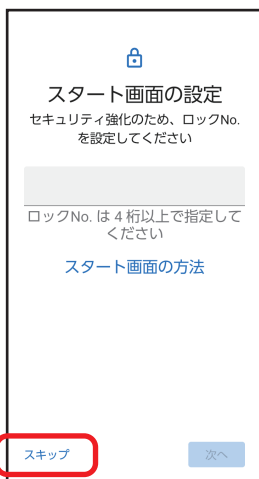 スタート画面の設定
セキュリティ強化のため、ロックNo.
を設定してください
ロックNo. は 4 桁以上で指定して
ください
スタート画面の方法
スキップ
次へ